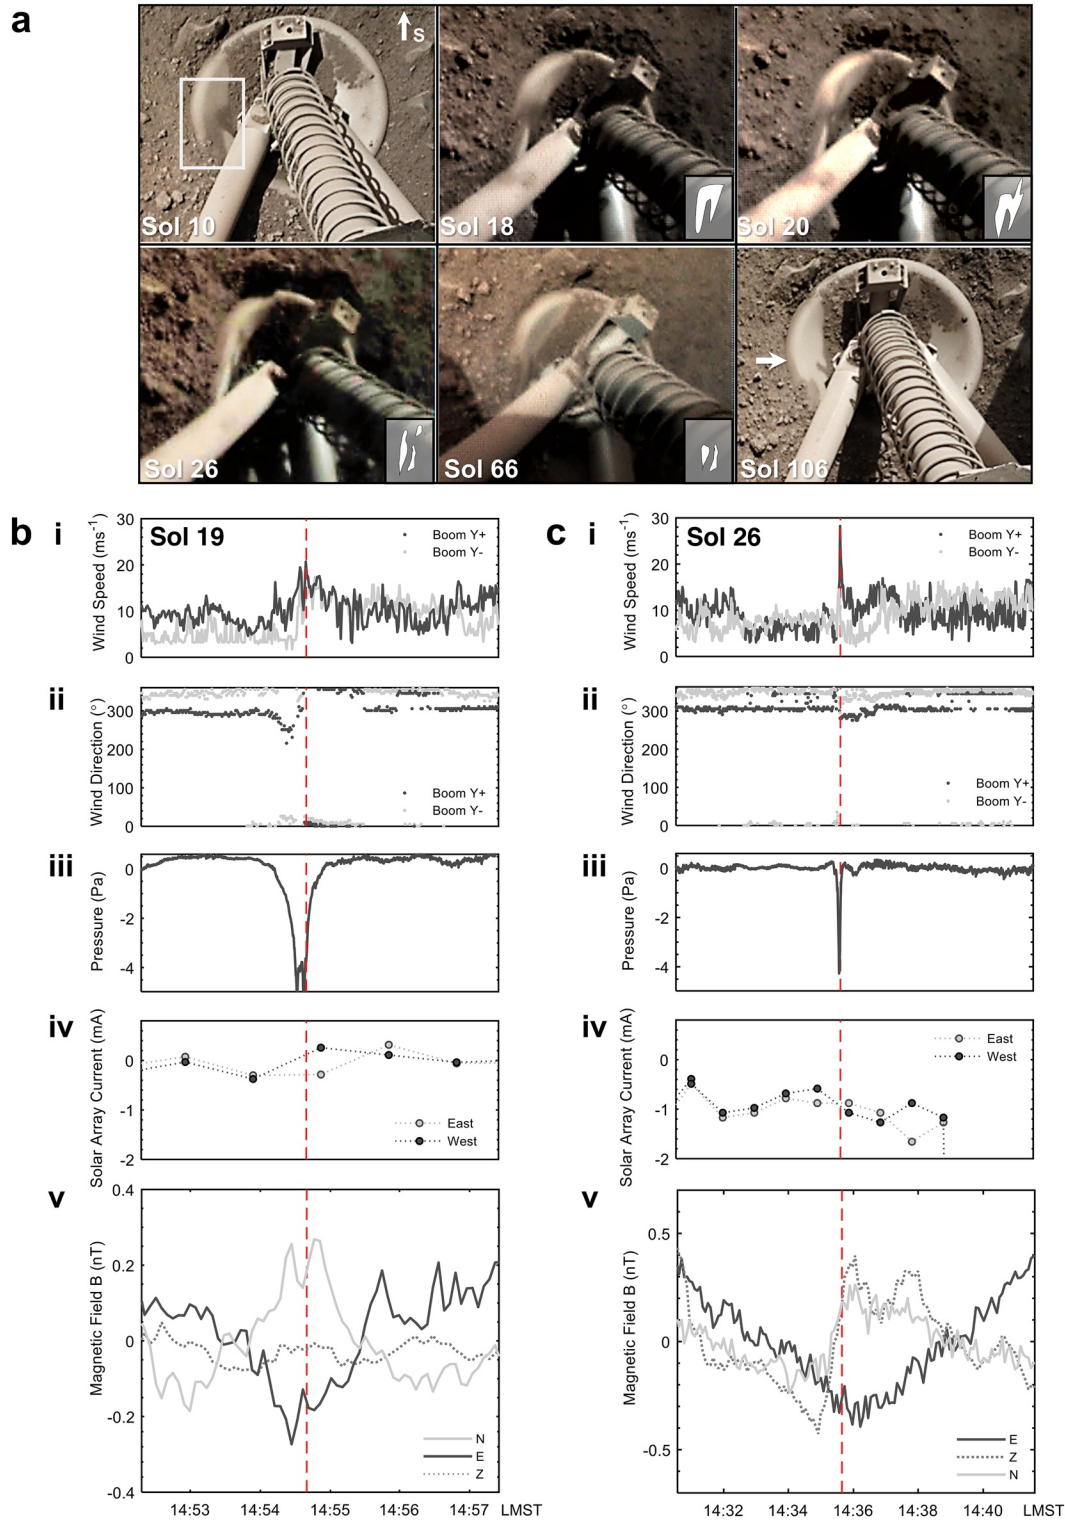 a
S
Sol 10
Sol 18
Sol 20
Sol 26
Sol 66
Sol 106
b
i
Sol 19
Wind Speed (ms-1)
30
20
10
0
Boom Y+
Boom Y-
ii
Wind Direction (°)
300
200
100
0
Boom Y+
Boom Y-
iii
Pressure (Pa)
0
-2
-4
iv
Solar Array Current (mA)
0
-1
-2
East
West
v
Magnetic Field B (nT)
0.4
0.2
0
-0.2
-0.4
N
E
Z
14:53 14:54 14:55 14:56 14:57 LMST
c
i
Sol 26
Wind Speed (ms-1)
30
20
10
0
Boom Y+
Boom Y-
ii
Wind Direction (°)
300
200
100
0
Boom Y+
Boom Y-
iii
Pressure (Pa)
0
-2
-4
iv
Solar Array Current (mA)
0
-1
-2
East
West
v
Magnetic Field B (nT)
0.5
0
-0.5
E
Z
N
14:32 14:34 14:36 14:38 14:40 LMST